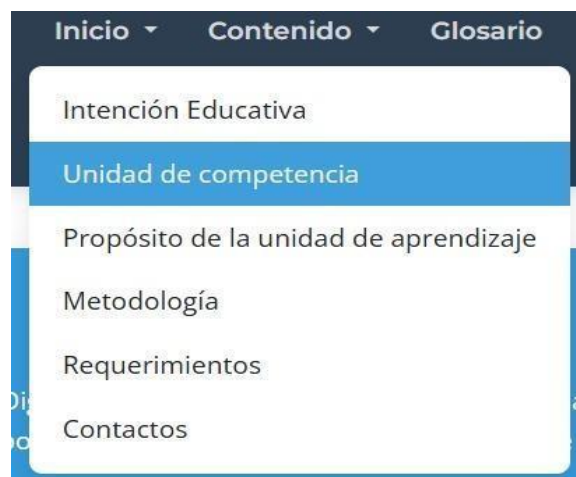 Inicio Contenido Glosario
Intención Educativa
Unidad de competencia
Propósito de la unidad de aprendizaje
Metodología
Requerimientos
Contactos